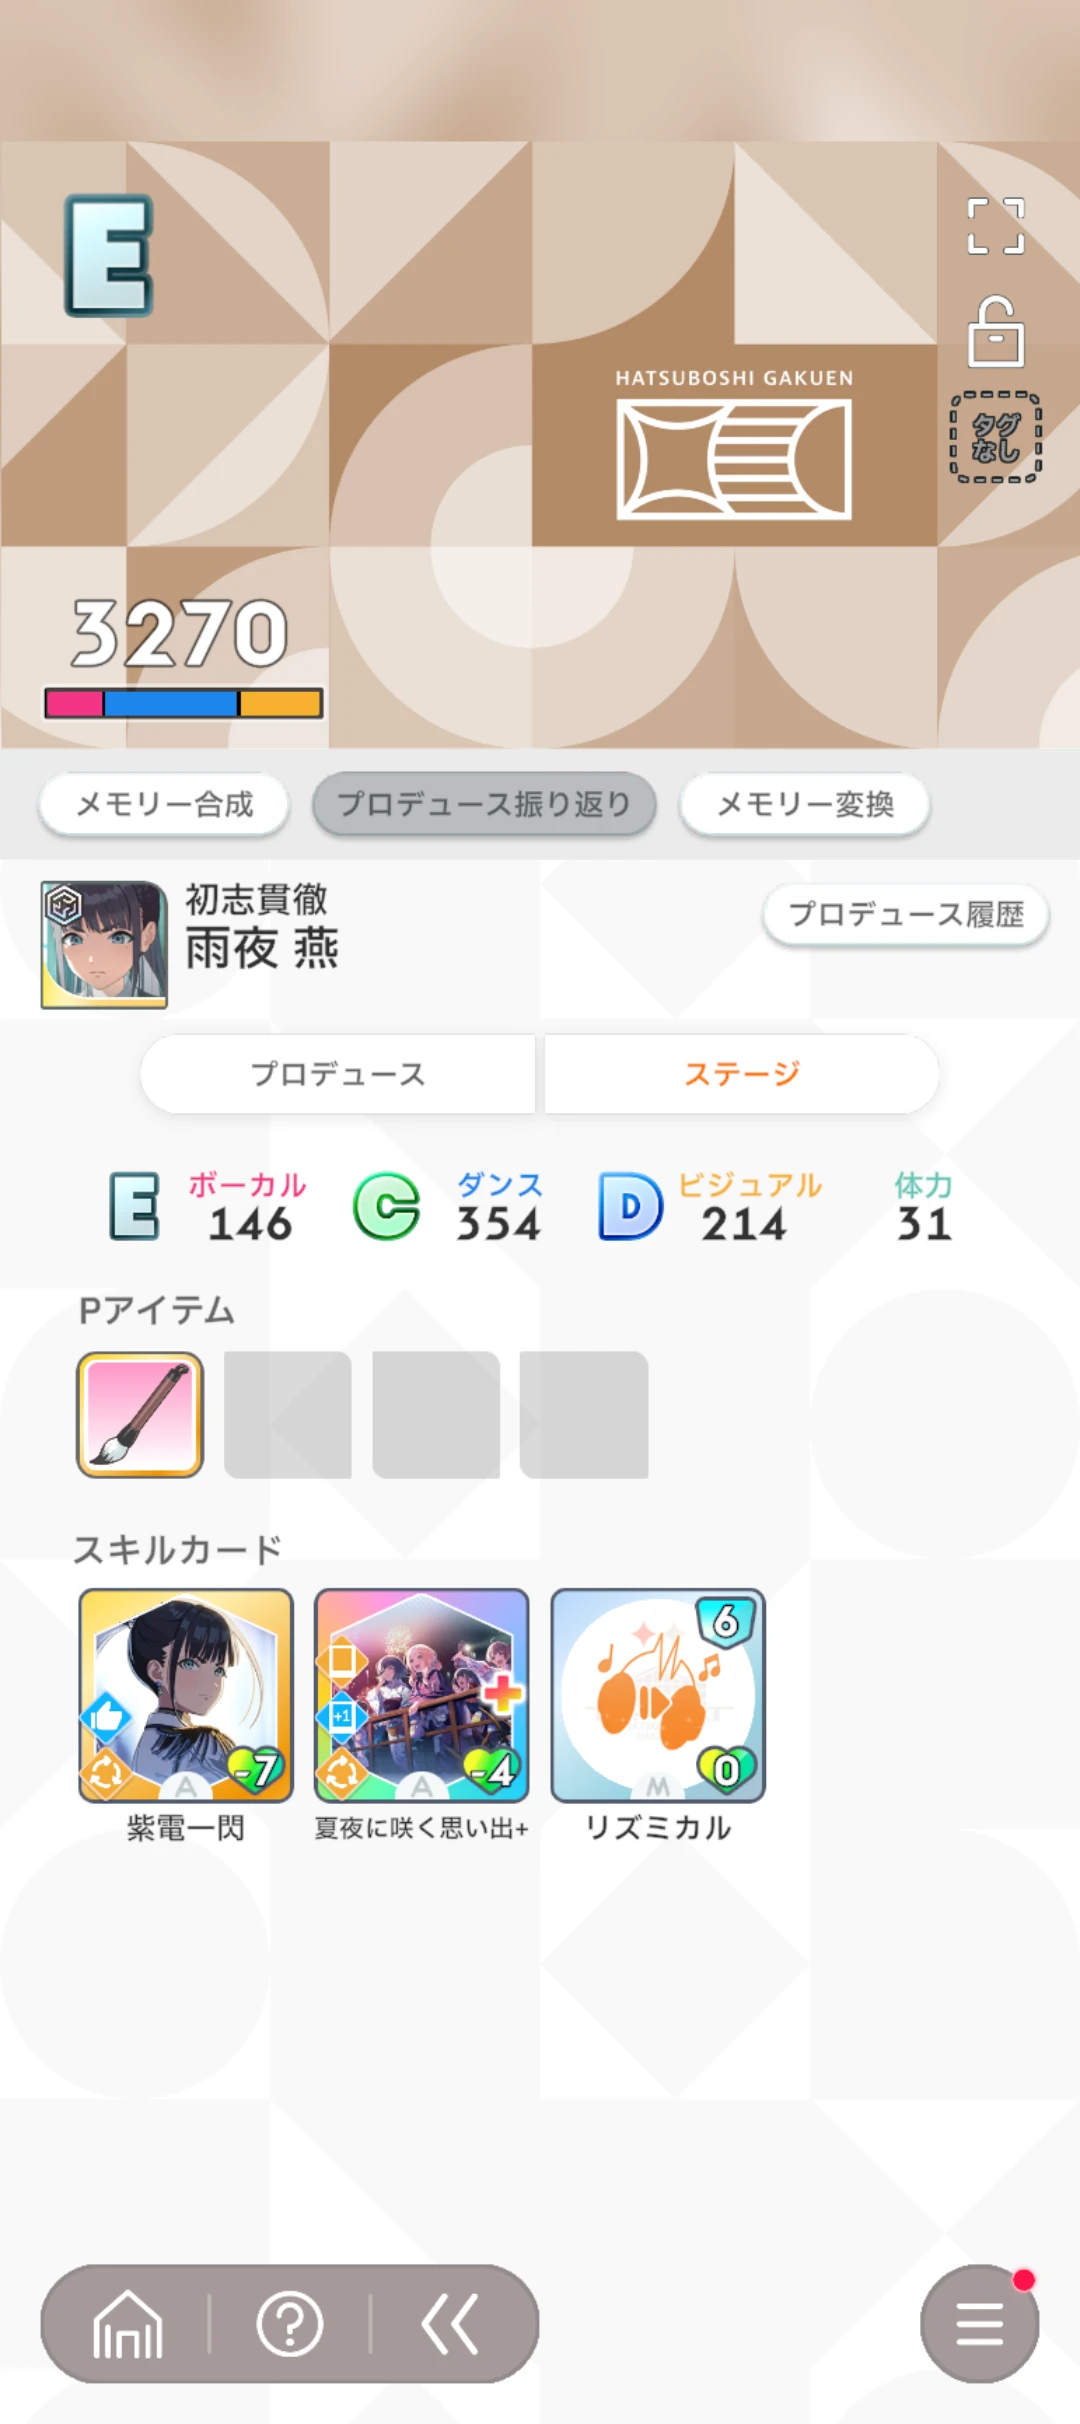 E
HATSUBOSHI GAKUEN
タグ
なし
3270
メモリー合成
プロデュース振り返り
メモリー変換
初志貫徹
雨夜 燕
プロデュース履歴
プロデュース
ステージ
E
ボーカル
146
C
ダンス
354
D
ビジュアル
214
体力
31
Pアイテム
スキルカード
A
-7
+1
A
-4
6
M
0
紫電一閃
夏夜に咲く思い出+
リズミカル